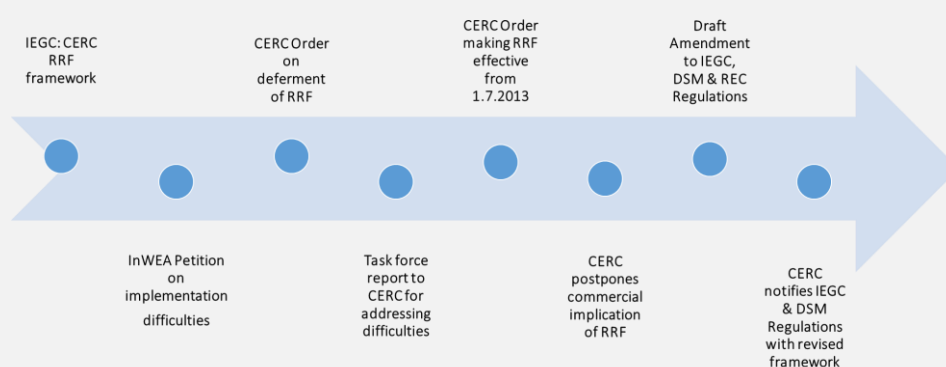 IEGC: CERC
RRF
framework
InWEA Petition
on
implementation
difficulties
CERC Order
on
deferment
of RRF
Task force
report to
CERC for
addressing
difficulties
CERC Order
making RRF
effective
from
1.7.2013
CERC
postpones
commercial
implication
of RRF
Draft
Amendment
to IEGC,
DSM & REC
Regulations
CERC
notifies IEGC
& DSM
Regulations
with revised
framework